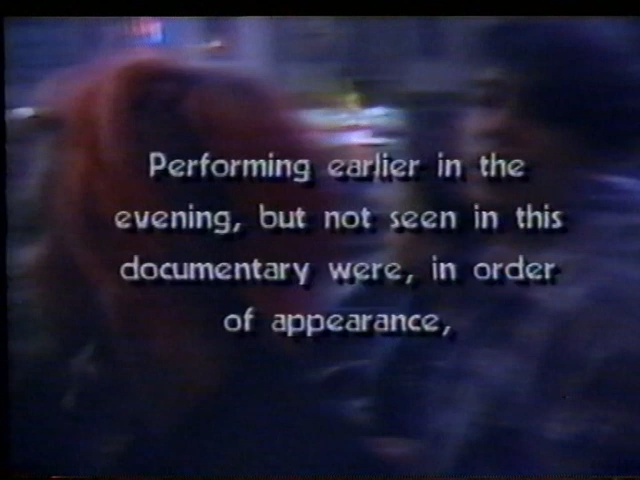 Performing earlier in the
evening, but not seen in this
documentary were, in order
of appearance,